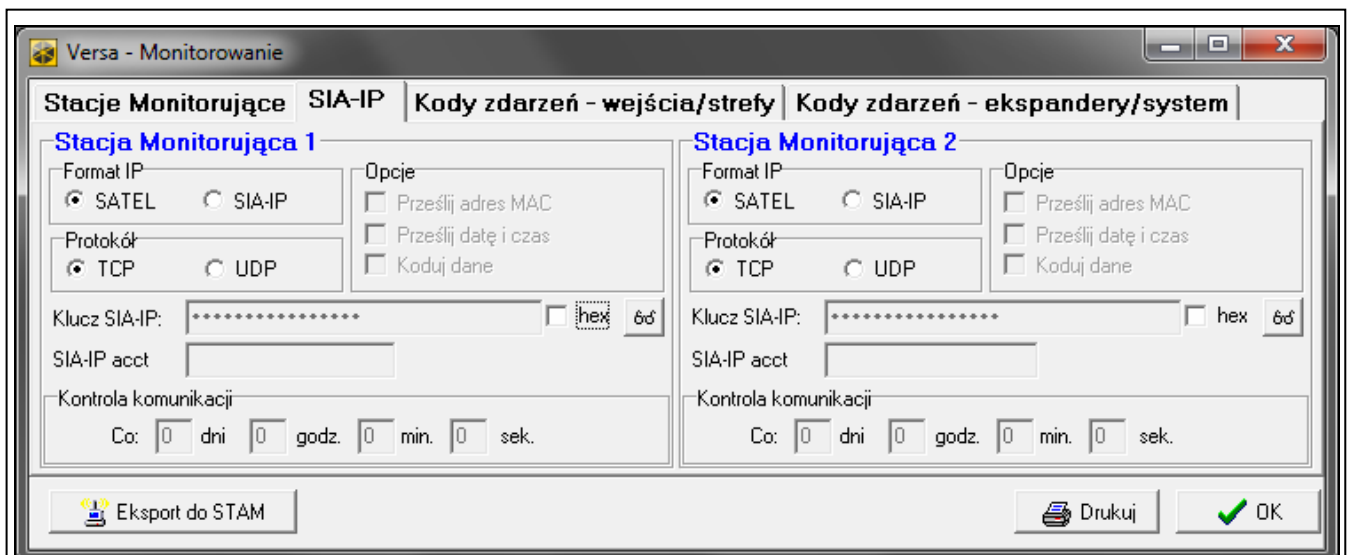 Versa - Monitorowanie
Stacje Monitorujące SIA-IP Kody zdarzeń - wejścia/strefy Kody zdarzeń - ekspandery/system
Stacja Monitorująca 1
Format IP
SATEL SIA-IP
Opcje
Prześlij adres MAC
Prześlij datę i czas
Koduj dane
Protokół
TCP UDP
Klucz SIA-IP: **************** hex
SIA-IP acct
Kontrola komunikacji
Co: 0 dni 0 godz. 0 min. 0 sek.
Stacja Monitorująca 2
Format IP
SATEL SIA-IP
Opcje
Prześlij adres MAC
Prześlij datę i czas
Koduj dane
Protokół
TCP UDP
Klucz SIA-IP: **************** hex
SIA-IP acct
Kontrola komunikacji
Co: 0 dni 0 godz. 0 min. 0 sek.
Eksport do STAM Drukuj OK